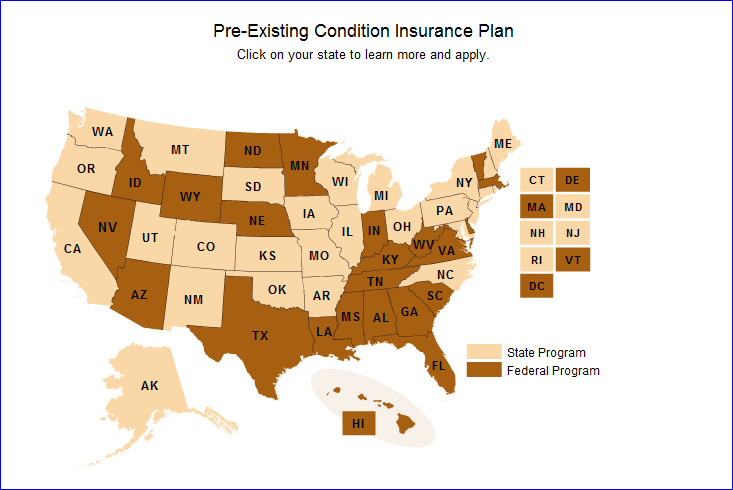 Pre-Existing Condition Insurance Plan
Click on your state to learn more and apply.
WA
MT
ND
MN
ME
OR
ID
WY
SD
WI
MI
NY
CT
DE
NV
NE
IA
PA
MA
MD
CA
UT
CO
KS
MO
IL
IN
OH
WV
VA
NH
NJ
KY
RI
VT
AZ
NM
OK
AR
TN
NC
DC
TX
LA
MS
AL
GA
SC
AK
FL
HI
State Program
Federal Program